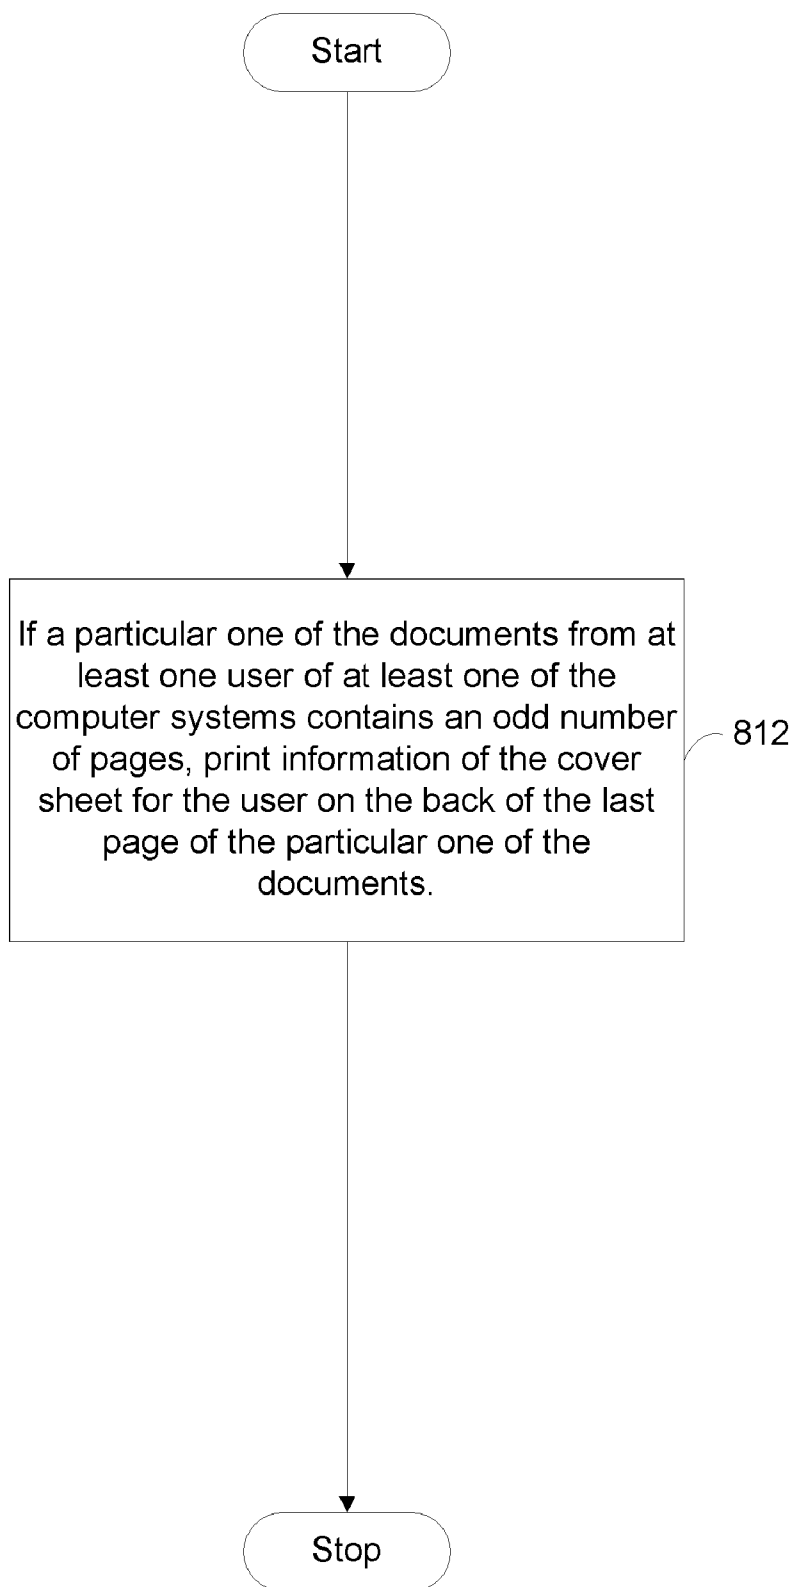 Start
If a particular one of the documents from at
least one user of at least one of the
computer systems contains an odd number
of pages, print information of the cover
sheet for the user on the back of the last
page of the particular one of the
documents.
812
Stop